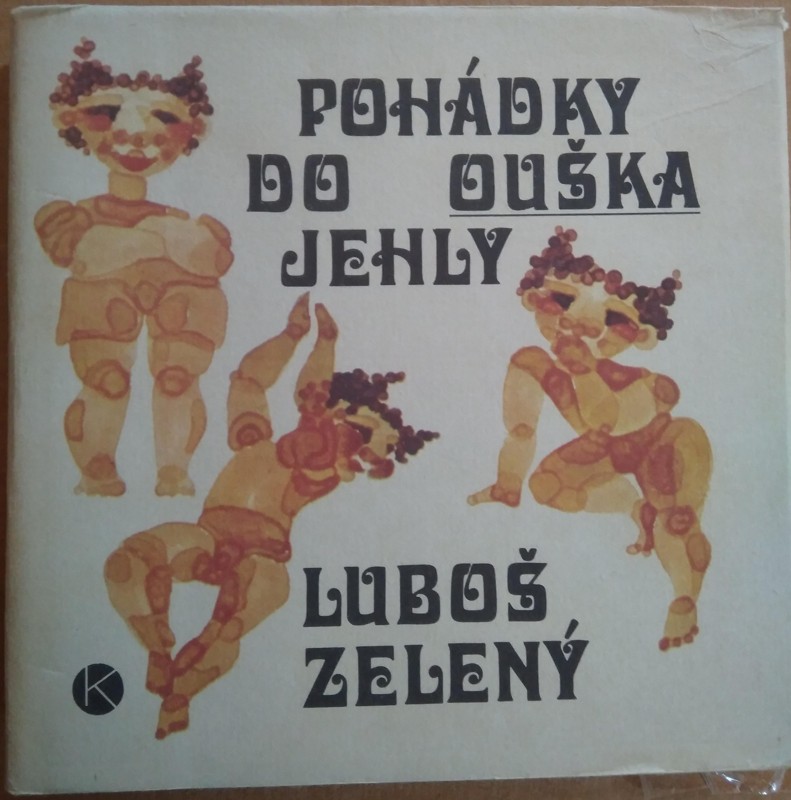 POHÁDKY
DO OUŠKA
JEHLY
LUBOŠ
ZELENÝ
K